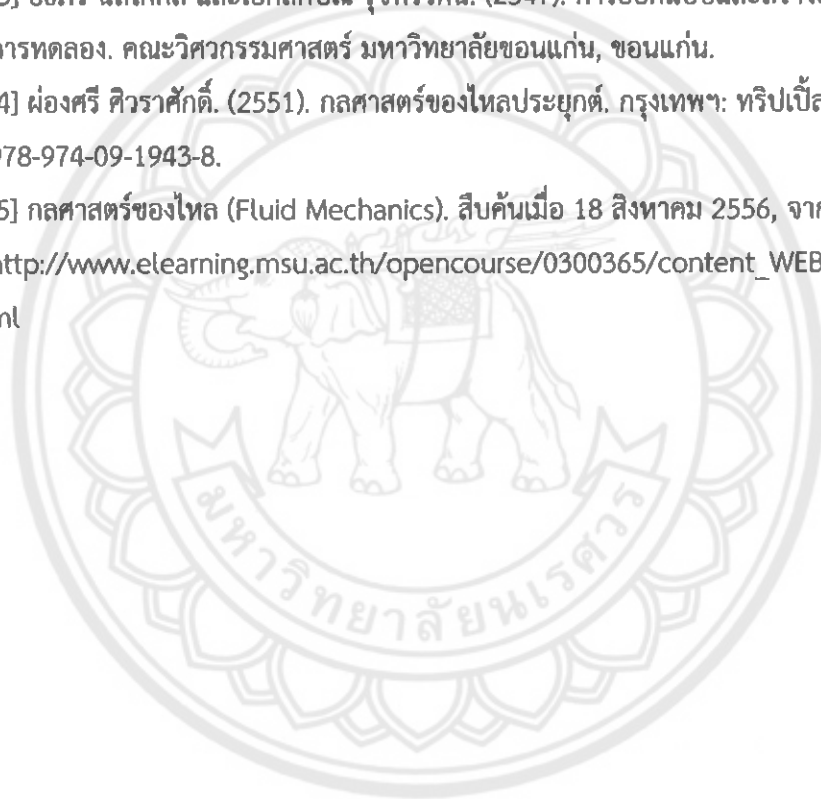 (2547).
การทดลอง. คณะวิศวกรรมศาสตร์ มหาวิทยาลัยขอนแก่น, ขอนแก่น.
4] ผ่องศรี ศิวราศักดิ์. (2551). กลศาสตร์ของไหลประยุกต์. กรุงเทพฯ: ทริปเปิ้ล
978-974-09-1943-8.
5] กลศาสตร์ของไหล (Fluid Mechanics). สืบค้นเมื่อ 18 สิงหาคม 2556, จาก
http://www.elearning.msu.ac.th/opencourse/0300365/content_WEB
ml
มหาวิทยาลัยนเรศวร